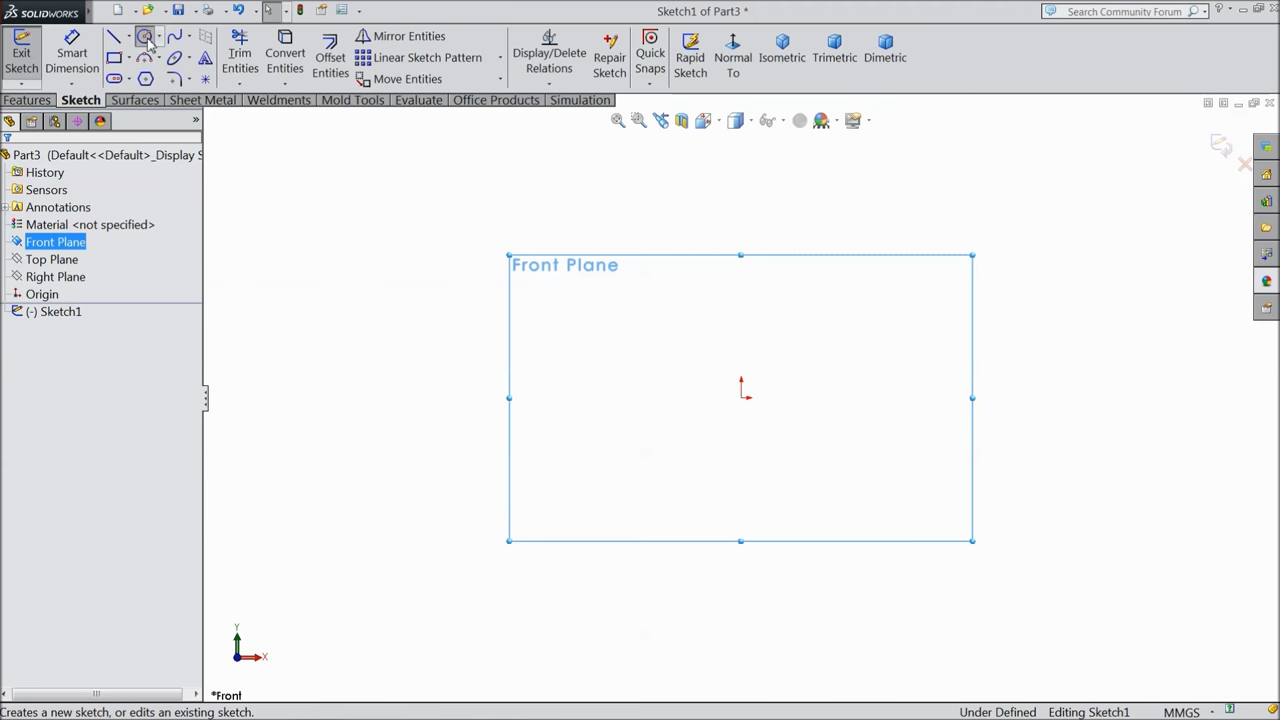 SOLIDWORKS
Sketch1 of Part3 *
Search Community Forum
Exit Sketch
Smart Dimension
Trim Entities
Convert Entities
Offset Entities
Mirror Entities
Linear Sketch Pattern
Move Entities
Display/Delete Relations
Repair Sketch
Quick Snaps
Rapid Sketch
Normal To
Isometric
Trimetric
Dimetric
Features
Sketch
Surfaces
Sheet Metal
Weldments
Mold Tools
Evaluate
Office Products
Simulation
Part3 (Default<<Default>_Display S
History
Sensors
Annotations
Material <not specified>
Front Plane
Top Plane
Right Plane
Origin
(-) Sketch1
Front Plane
Y
X
*Front
Creates a new sketch, or edits an existing sketch.
Under Defined
Editing Sketch1
MMGS